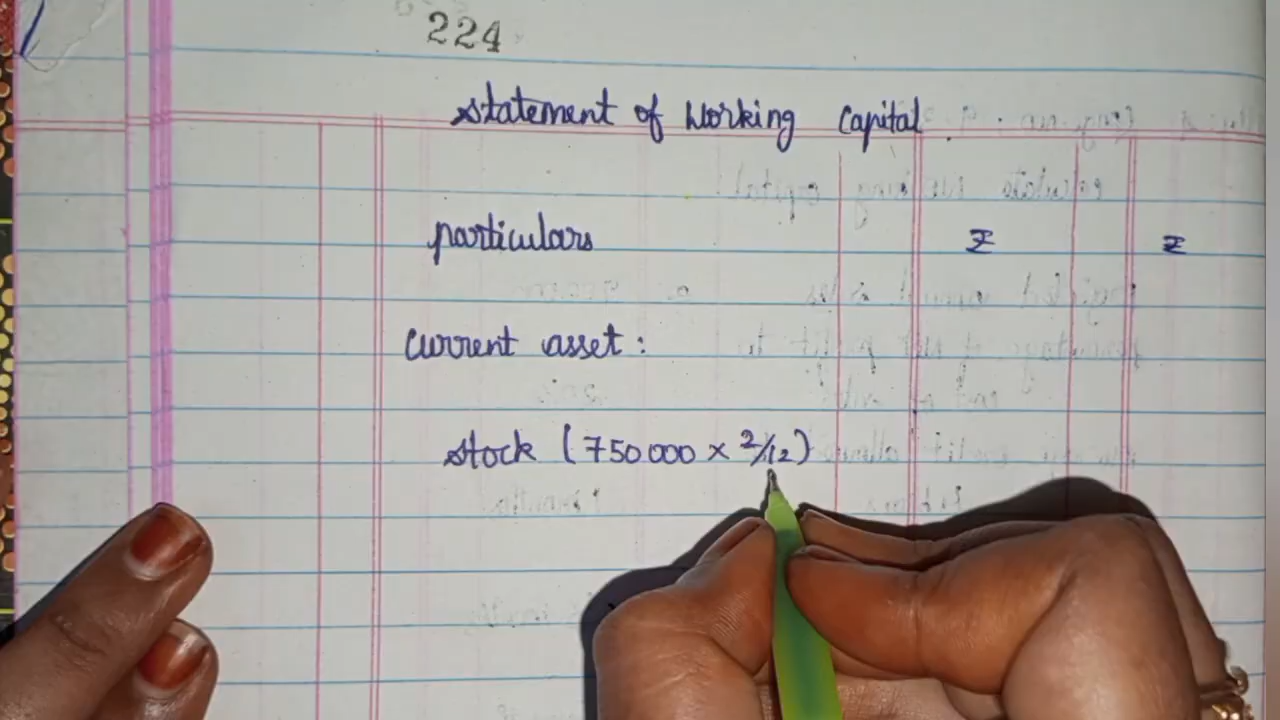 224
Statement of Working Capital
particulars ₹ ₹
Current asset:
Stock (750000 × 2/12)